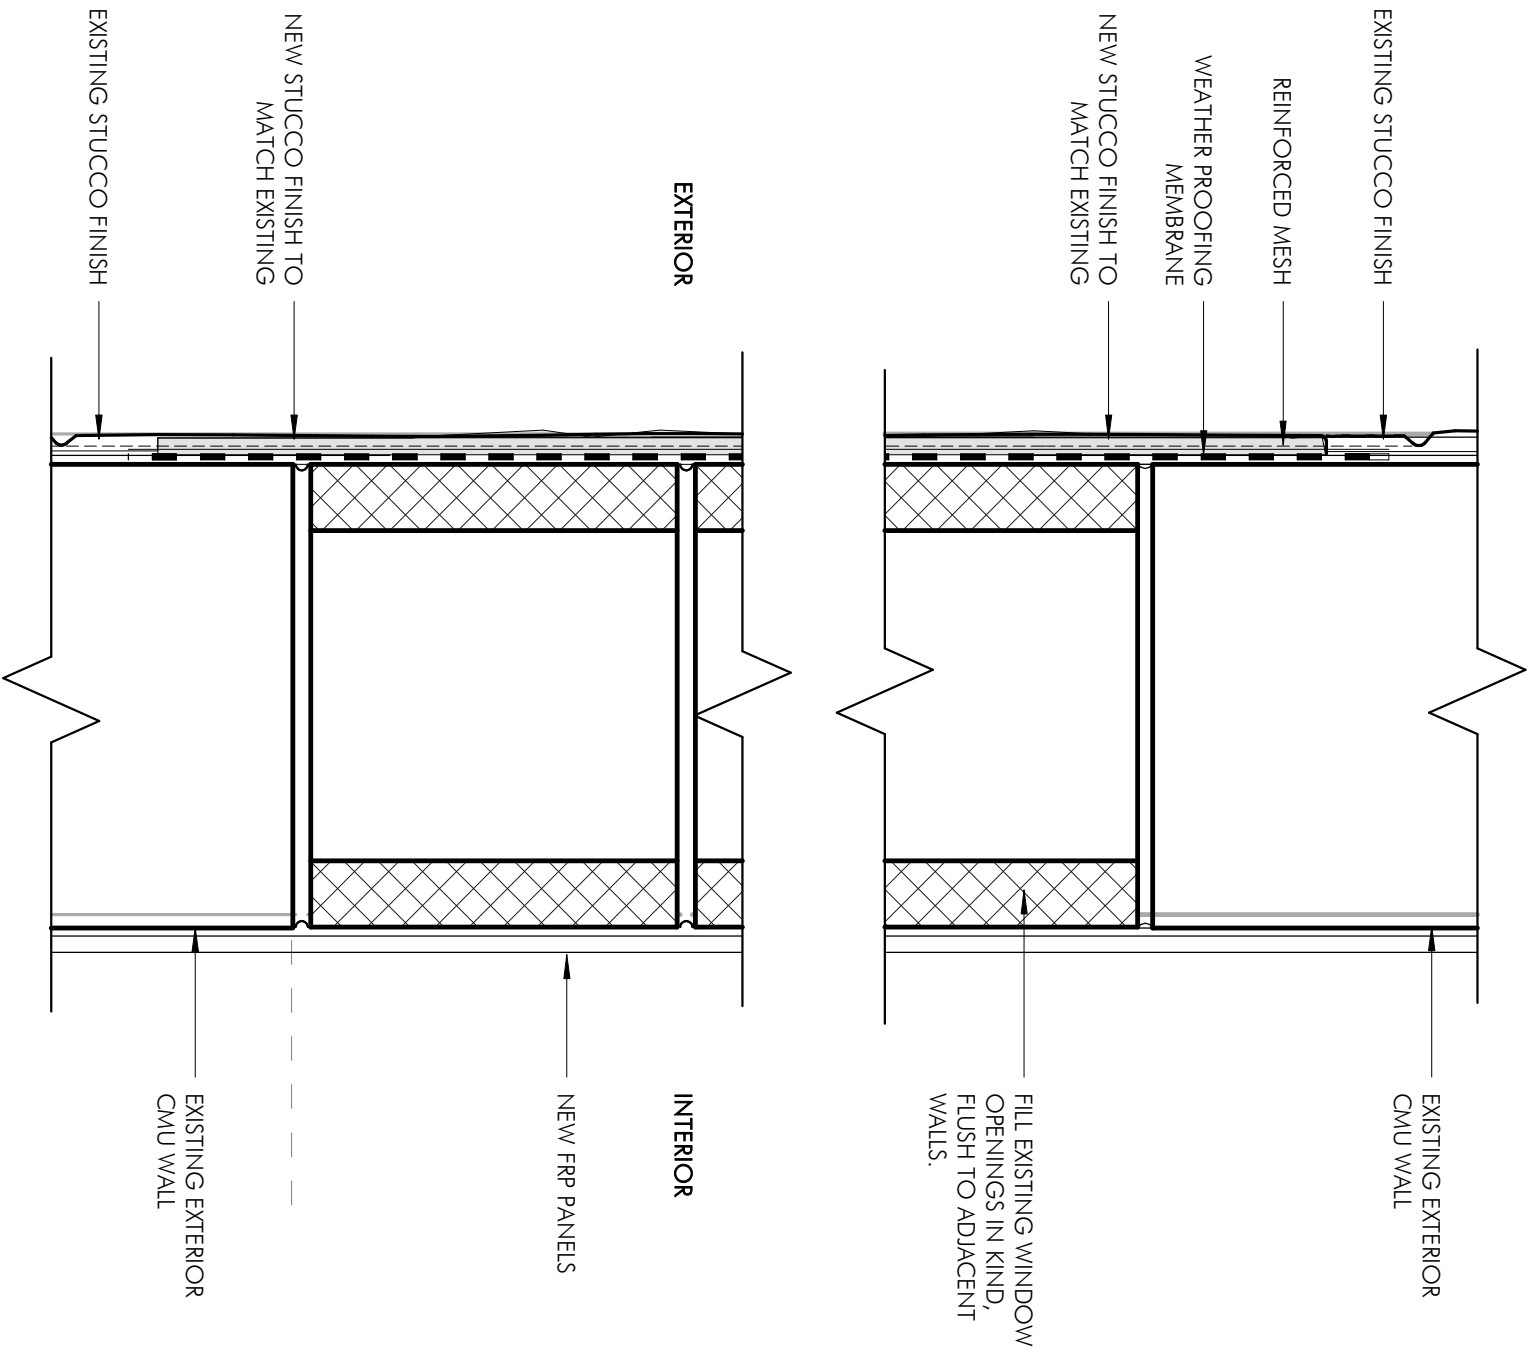 EXISTING STUCCO FINISH
REINFORCED MESH
WEATHER PROOFING
MEMBRANE
NEW STUCCO FINISH TO
MATCH EXISTING
EXTERIOR
NEW STUCCO FINISH TO
MATCH EXISTING
EXISTING STUCCO FINISH
EXISTING EXTERIOR
CMU WALL
FILL EXISTING WINDOW
OPENINGS IN KIND,
FLUSH TO ADJACENT
WALLS.
INTERIOR
NEW FRP PANELS
EXISTING EXTERIOR
CMU WALL